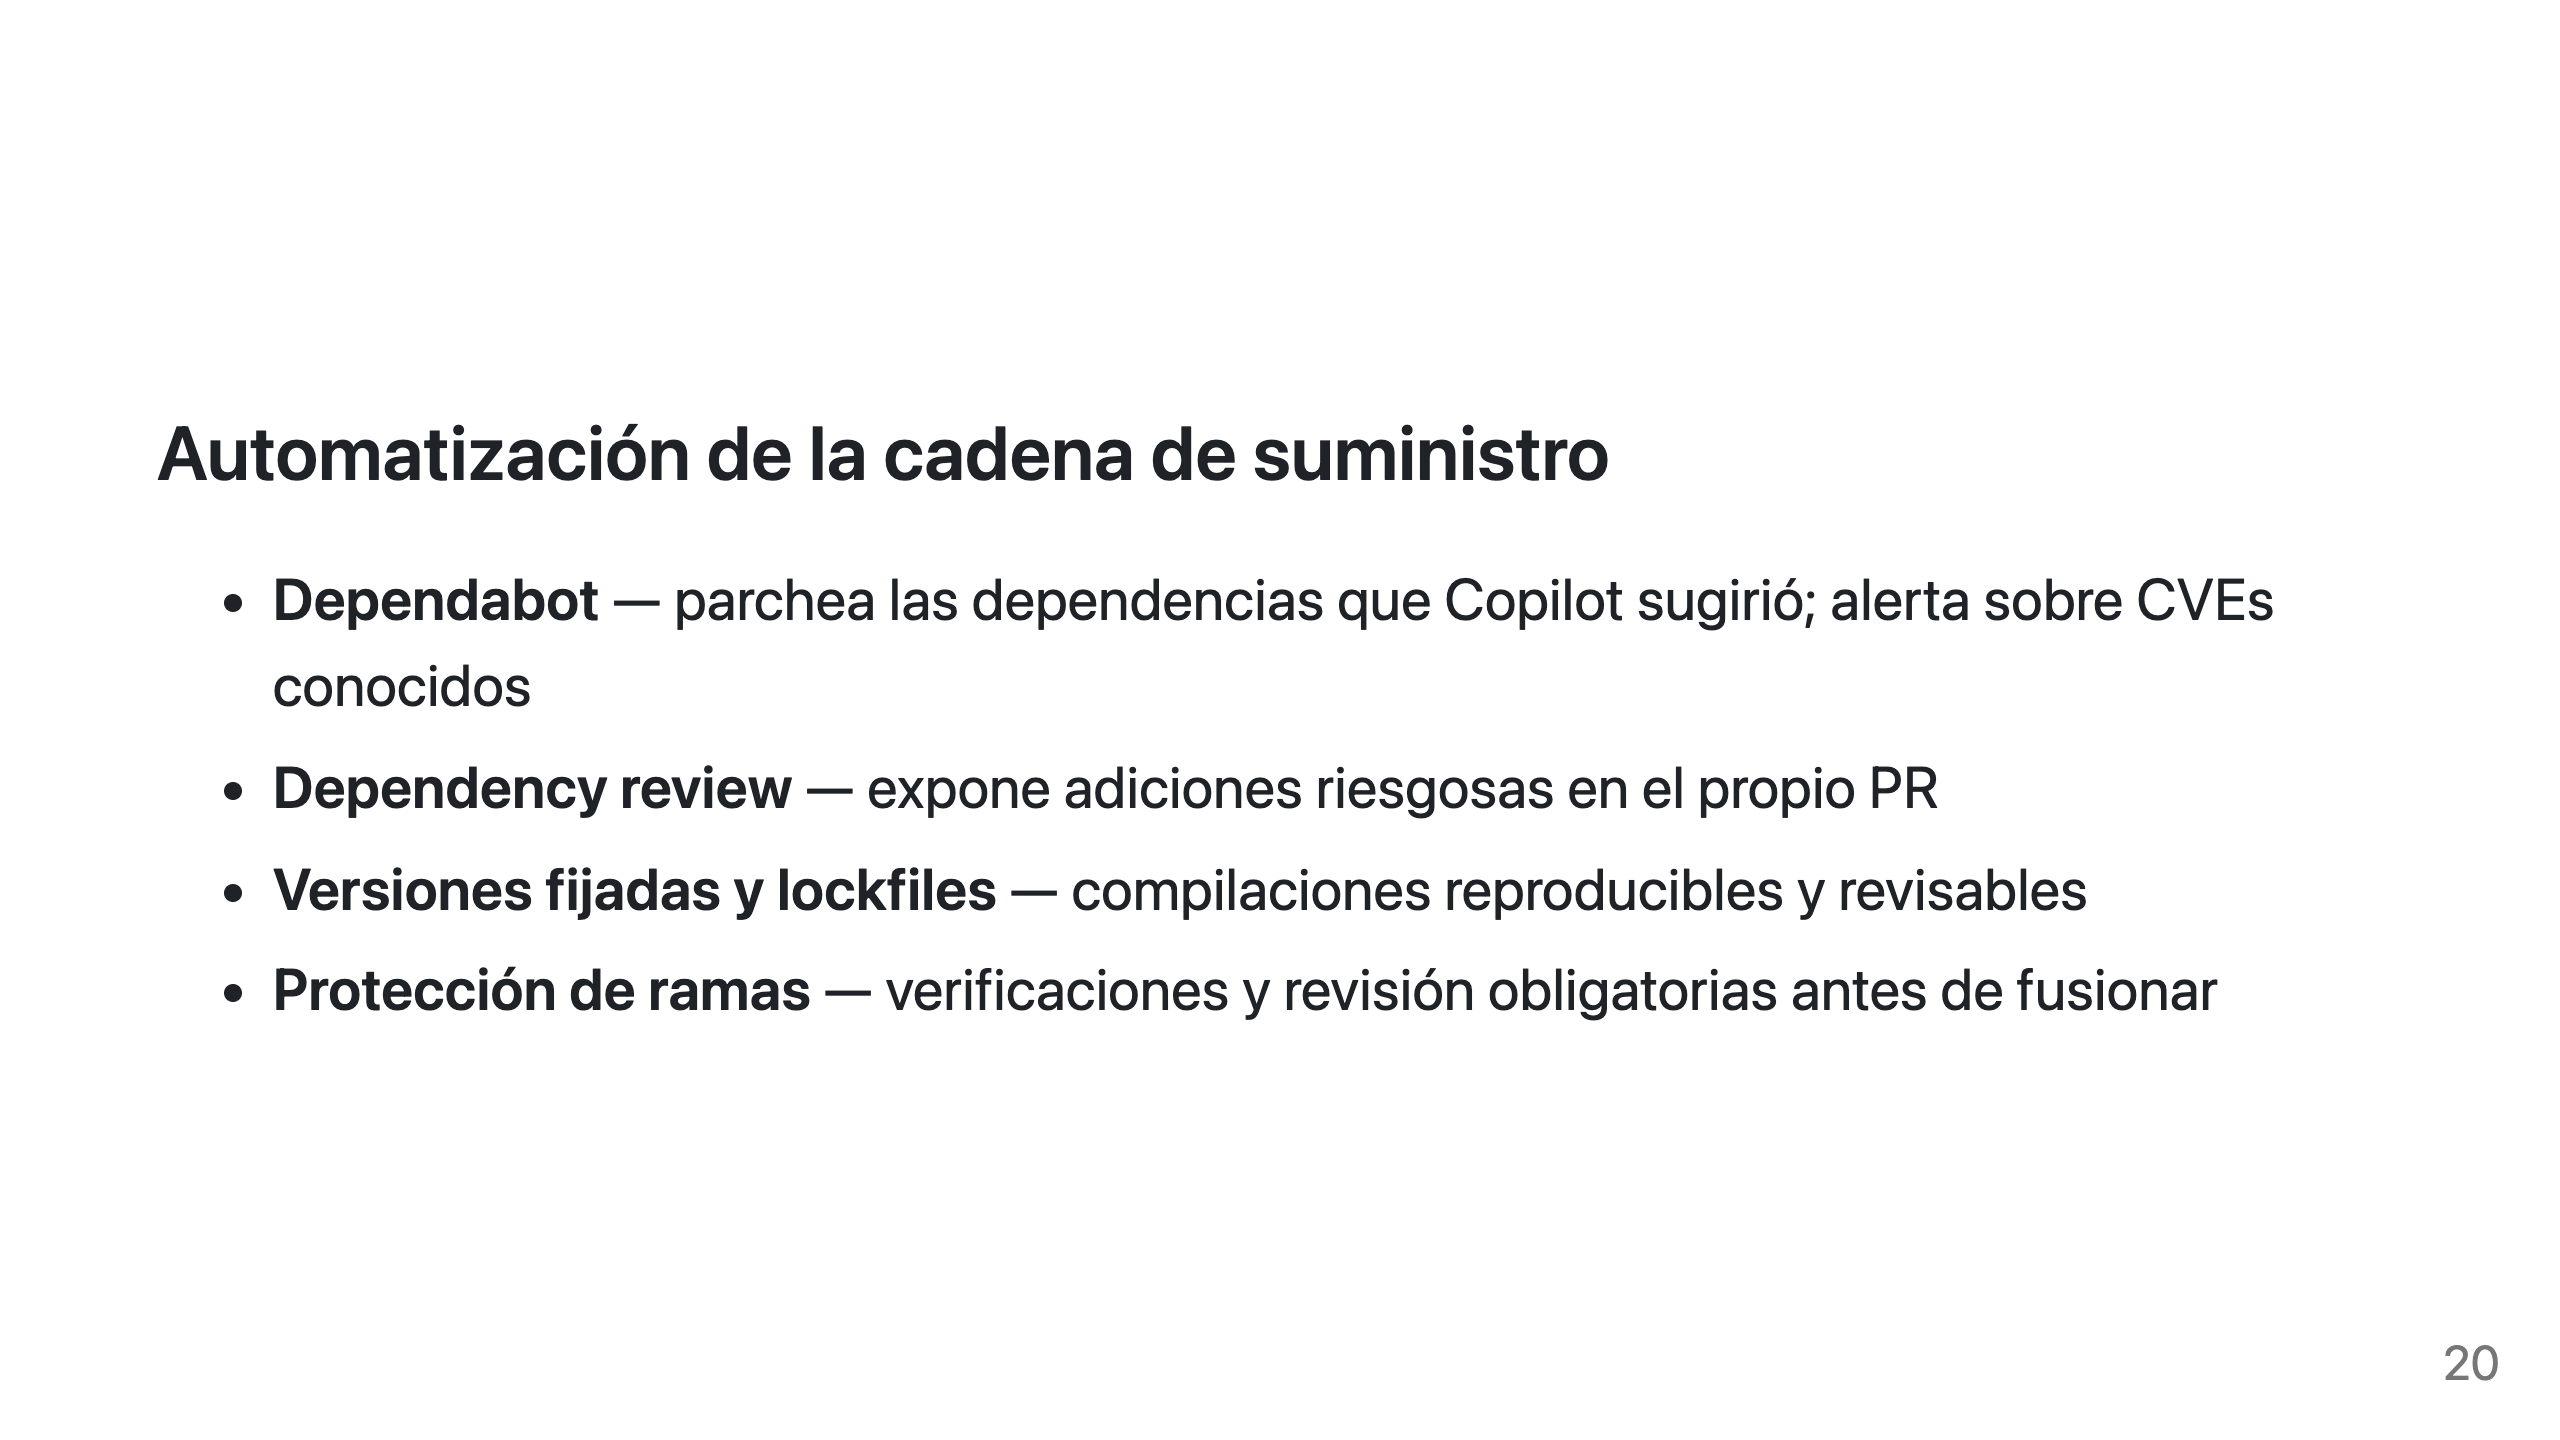 Automatización de la cadena de suministro
• Dependabot — parchea las dependencias que Copilot sugirió; alerta sobre CVEs
conocidos
• Dependency review — expone adiciones riesgosas en el propio PR
• Versiones fijadas y lockfiles — compilaciones reproducibles y revisables
• Protección de ramas — verificaciones y revisión obligatorias antes de fusionar
20